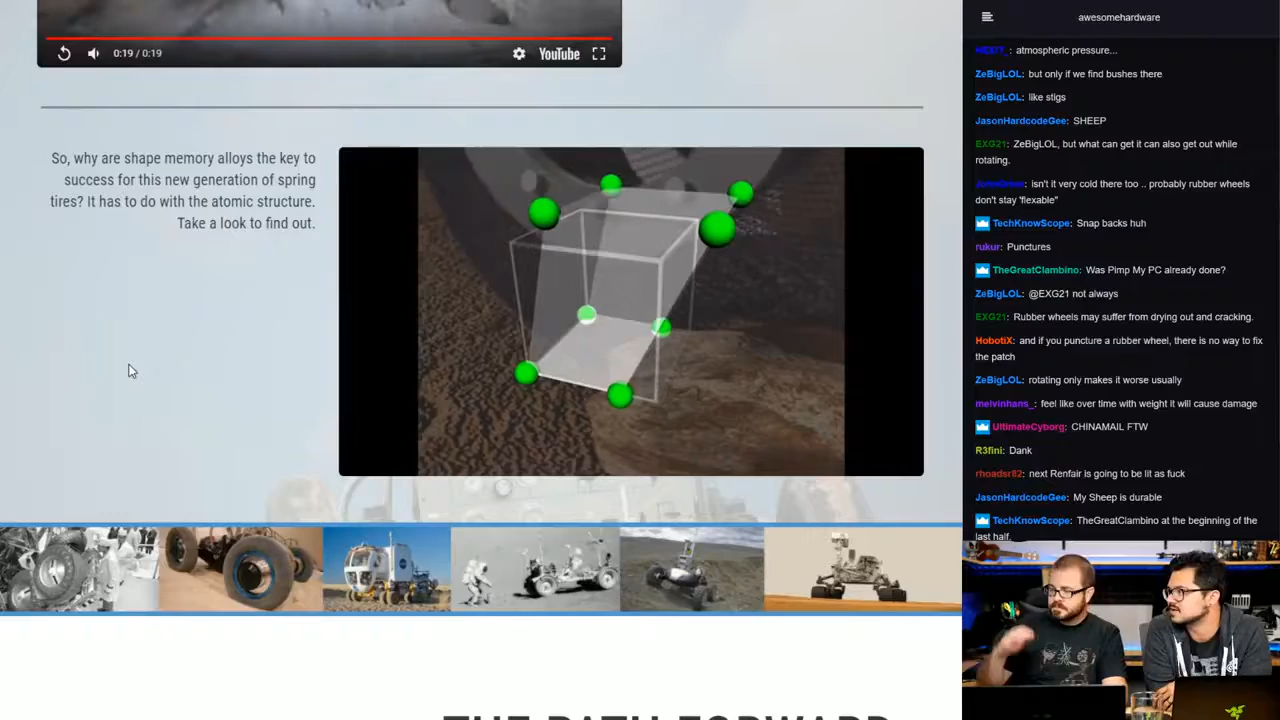 awesomehardware
0:19 / 0:19
YouTube
So, why are shape memory alloys the key to
success for this new generation of spring
tires? It has to do with the atomic structure.
Take a look to find out.
THE PATH FORWARD
: atmospheric pressure...
ZeBigLOL: but only if we find bushes there
ZeBigLOL: like stigs
JasonHardcodeGee: SHEEP
EXG21: ZeBigLOL, but what can get it can also get out while
rotating.
: isn't it very cold there too .. probably rubber wheels
don't stay 'flexable"
TechKnowScope: Snap backs huh
rukur: Punctures
TheGreatClambino: Was Pimp My PC already done?
ZeBigLOL: @EXG21 not always
EXG21: Rubber wheels may suffer from drying out and cracking.
HobotiX: and if you puncture a rubber wheel, there is no way to fix
the patch
ZeBigLOL: rotating only makes it worse usually
melvinhans_: feel like over time with weight it will cause damage
UltimateCyborg: CHINAMAIL FTW
R3fini: Dank
rhoadsr82: next Renfair is going to be lit as fuck
JasonHardcodeGee: My Sheep is durable
TechKnowScope: TheGreatClambino at the beginning of the
last half,